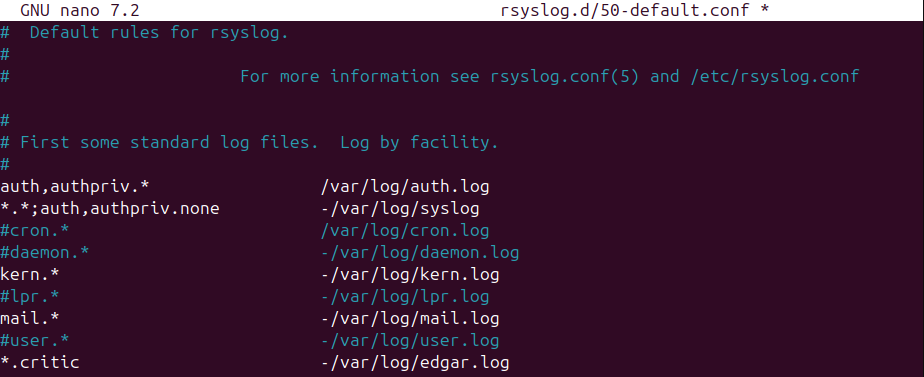 GNU nano 7.2 rsyslog.d/50-default.conf *
#  Default rules for rsyslog.
#
#                       For more information see rsyslog.conf(5) and /etc/rsyslog.conf

#
# First some standard log files.  Log by facility.
#
auth,authpriv.*                 /var/log/auth.log
*.*;auth,authpriv.none          -/var/log/syslog
#cron.*                         /var/log/cron.log
#daemon.*                       -/var/log/daemon.log
kern.*                          -/var/log/kern.log
#lpr.*                          -/var/log/lpr.log
mail.*                          -/var/log/mail.log
#user.*                         -/var/log/user.log
*.critic                        -/var/log/edgar.log